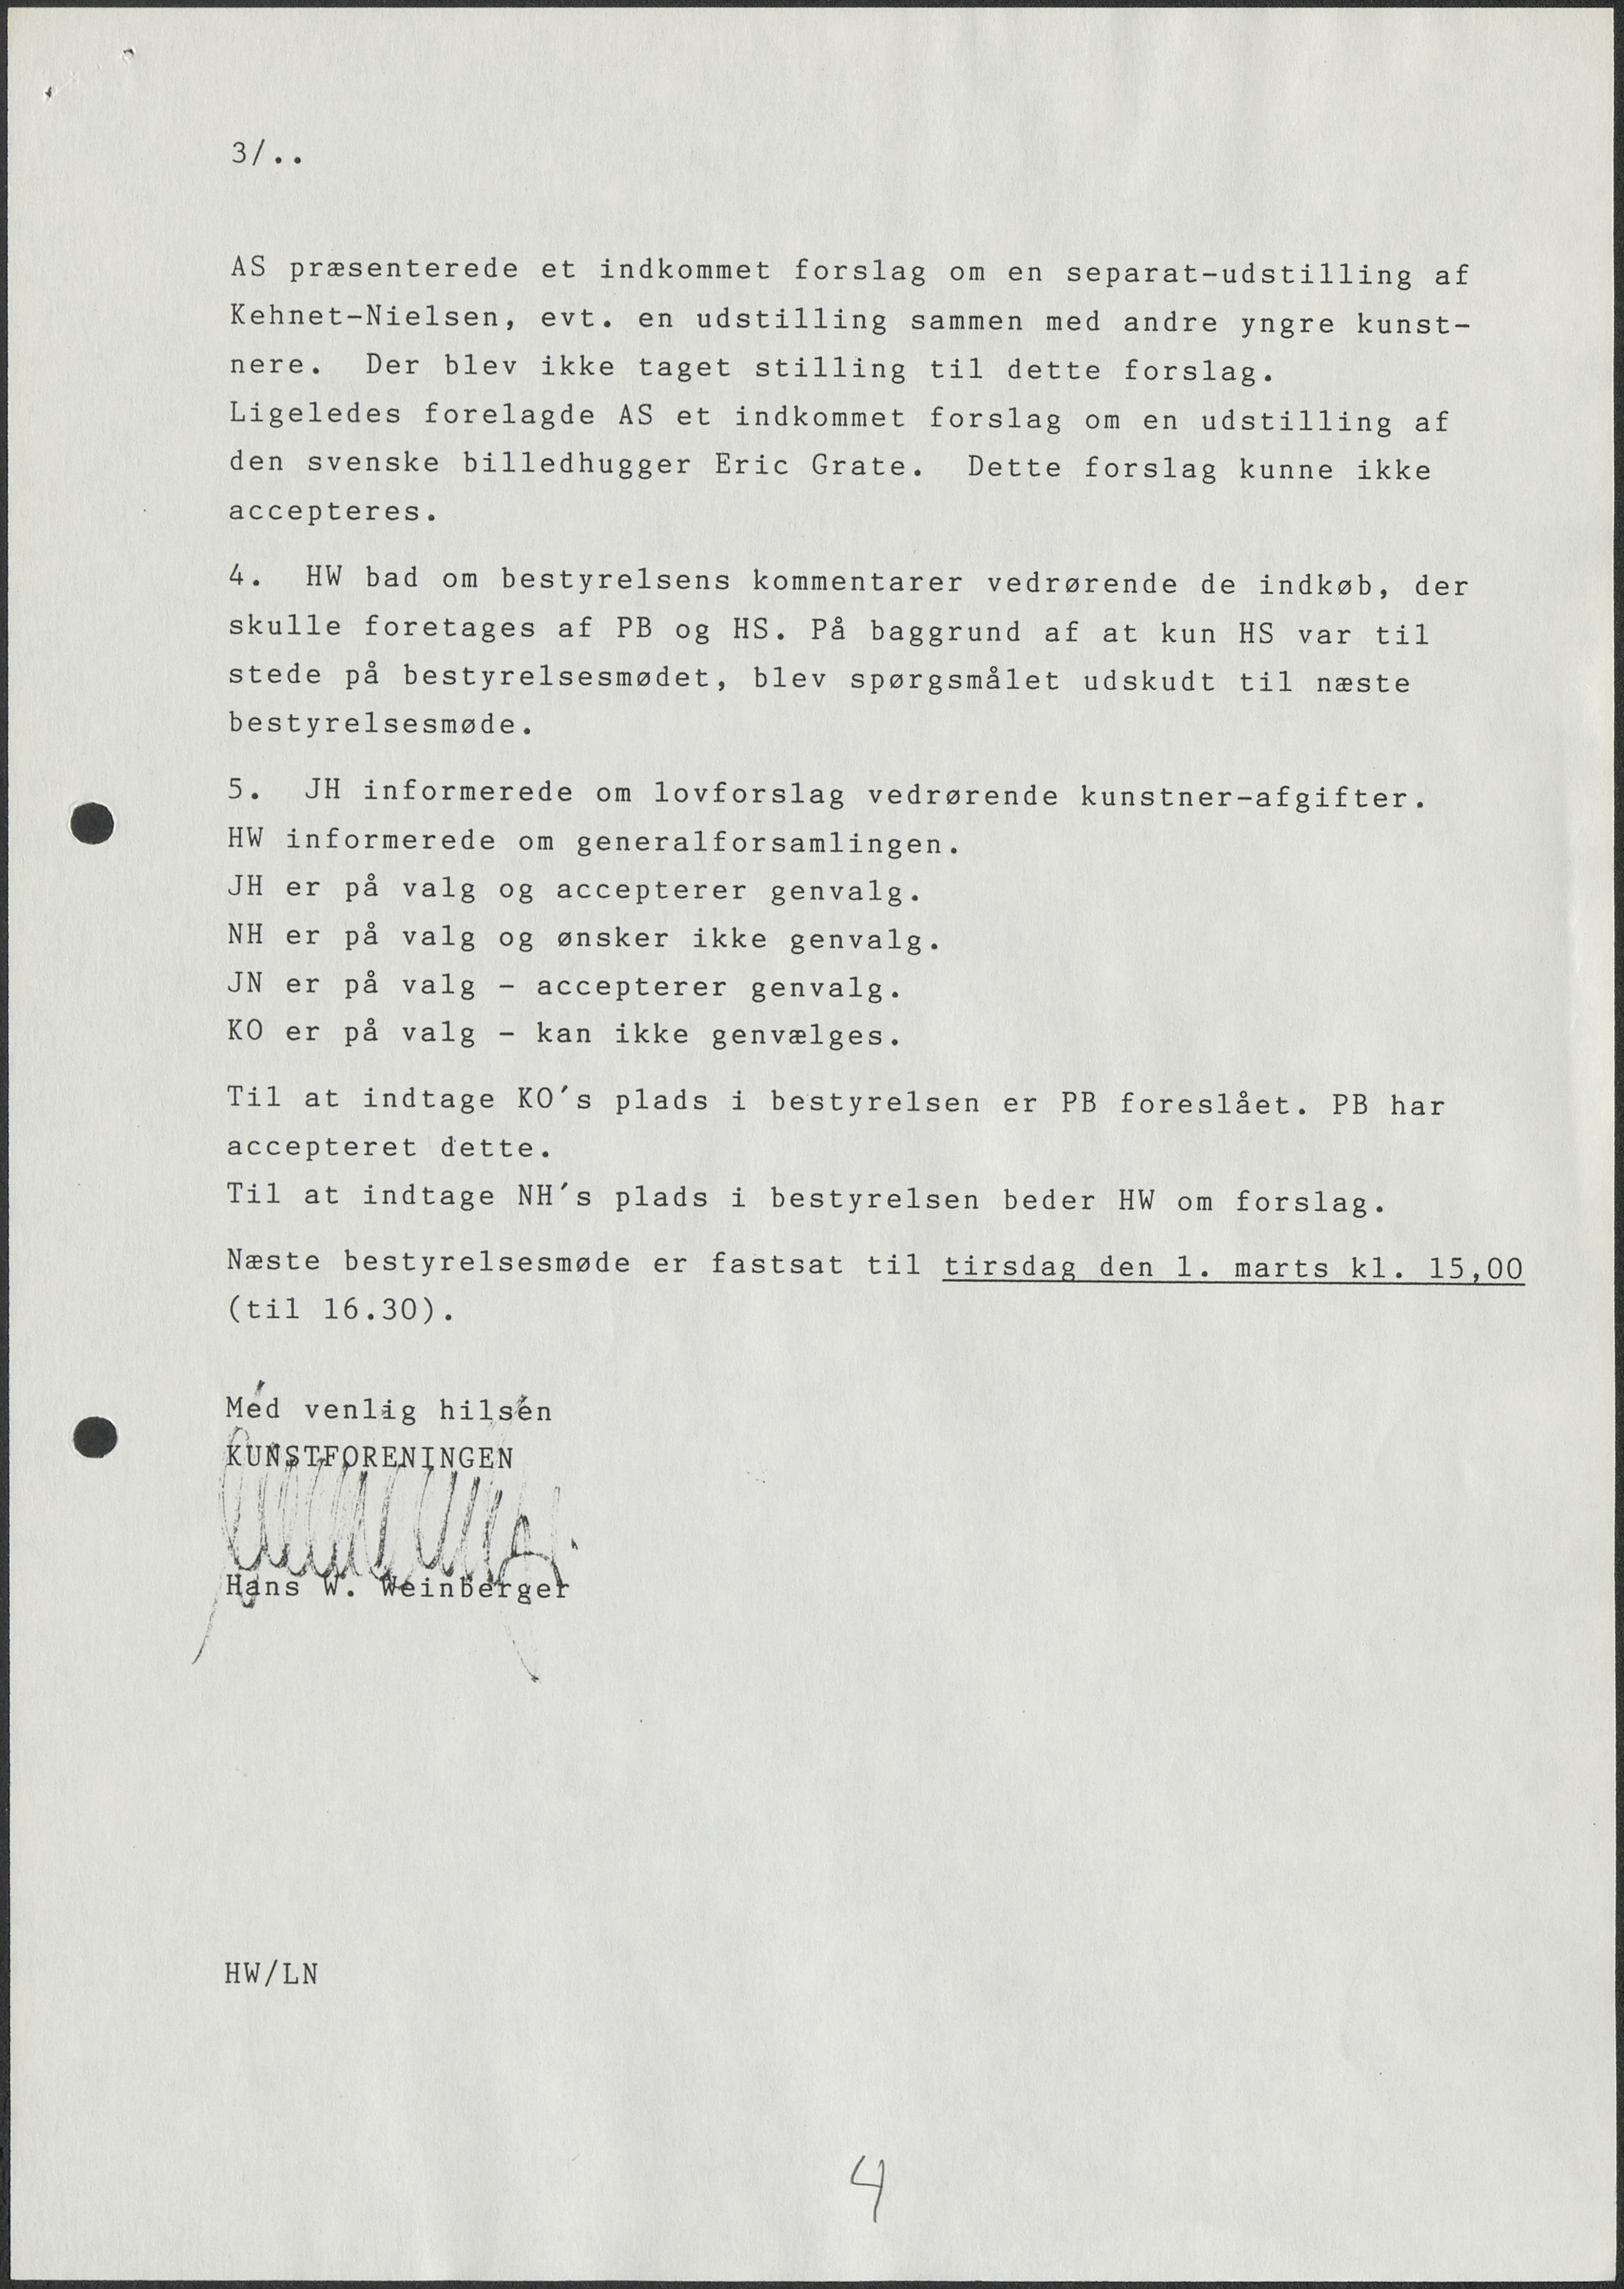 3/..
AS præsenterede et indkommet forslag om en separat-udstilling af
Kehnet-Nielsen, evt. en udstilling sammen med andre yngre kunst-
nere.  Der blev ikke taget stilling til dette forslag.
Ligeledes forelagde AS et indkommet forslag om en udstilling af
den svenske billedhugger Eric Grate.  Dette forslag kunne ikke
accepteres.
4.  HW bad om bestyrelsens kommentarer vedrørende de indkøb, der
skulle foretages af PB og HS. På baggrund af at kun HS var til
stede på bestyrelsesmødet, blev spørgsmålet udskudt til næste
bestyrelsesmøde.
5.  JH informerede om lovforslag vedrørende kunstner-afgifter.
HW informerede om generalforsamlingen.
JH er på valg og accepterer genvalg.
NH er på valg og ønsker ikke genvalg.
JN er på valg - accepterer genvalg.
KO er på valg - kan ikke genvælges.
Til at indtage KO's plads i bestyrelsen er PB foreslået. PB har
accepteret dette.
Til at indtage NH's plads i bestyrelsen beder HW om forslag.
Næste bestyrelsesmøde er fastsat til tirsdag den 1. marts kl. 15,00
(til 16.30).
Med venlig hilsen
KUNSTFORENINGEN
Hans W. Weinberger
HW/LN
4